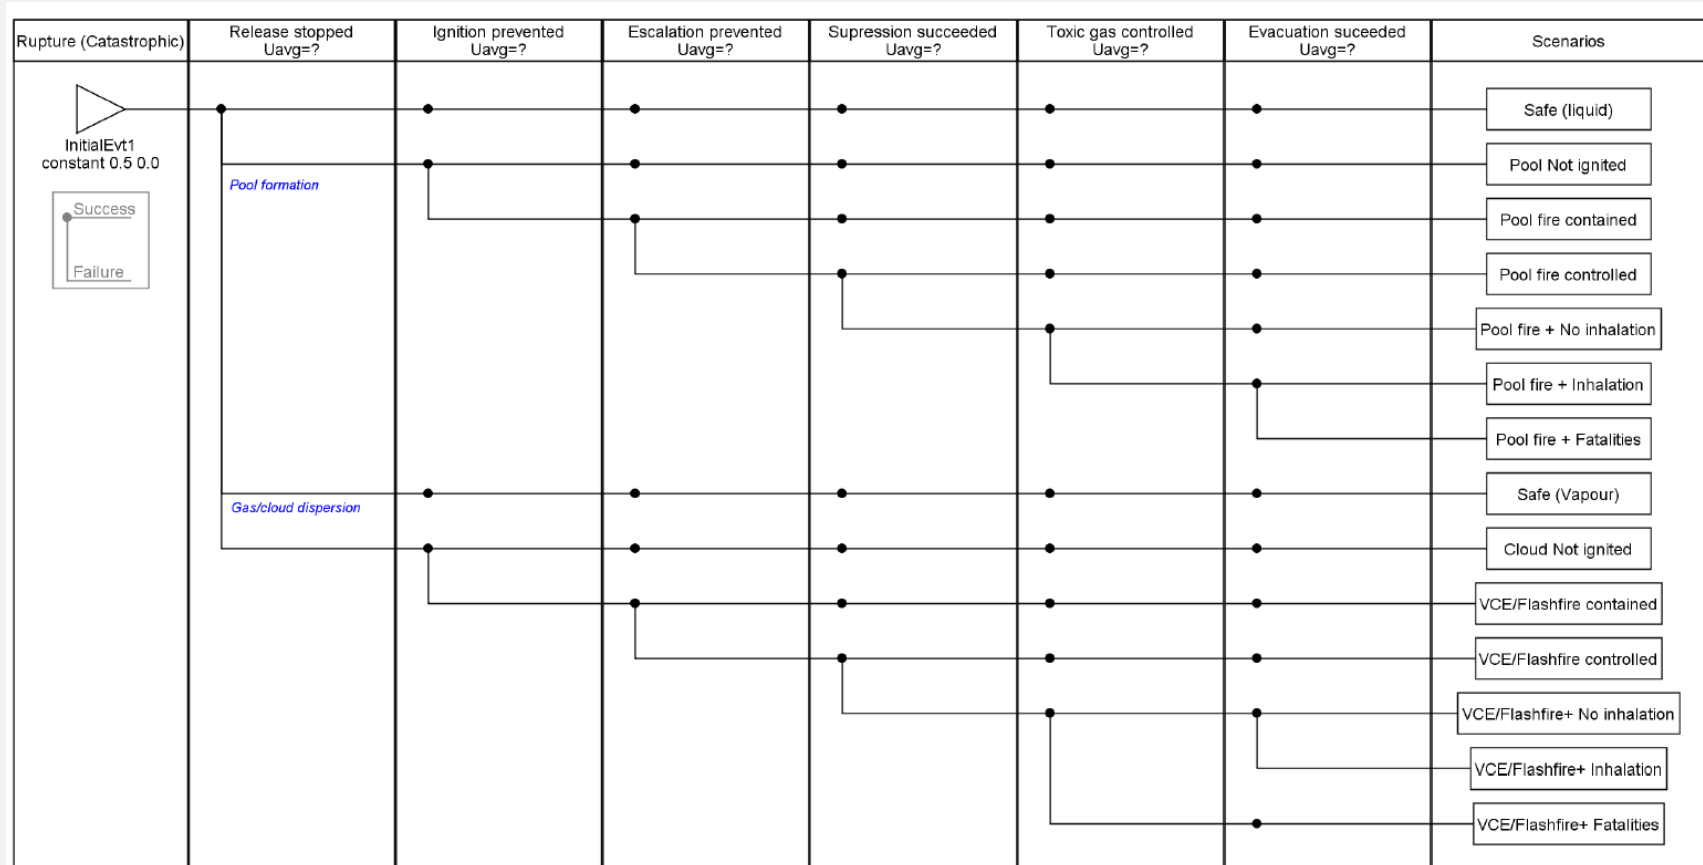 Rupture (Catastrophic)
Release stopped
Uavg=?
Ignition prevented
Uavg=?
Escalation prevented
Uavg=?
Supression succeeded
Uavg=?
Toxic gas controlled
Uavg=?
Evacuation suceeded
Uavg=?
Scenarios
InitialEvt1
constant 0.5 0.0
Success
Failure
Pool formation
Gas/cloud dispersion
Safe (liquid)
Pool Not ignited
Pool fire contained
Pool fire controlled
Pool fire + No inhalation
Pool fire + Inhalation
Pool fire + Fatalities
Safe (Vapour)
Cloud Not ignited
VCE/Flashfire contained
VCE/Flashfire controlled
VCE/Flashfire+ No inhalation
VCE/Flashfire+ Inhalation
VCE/Flashfire+ Fatalities